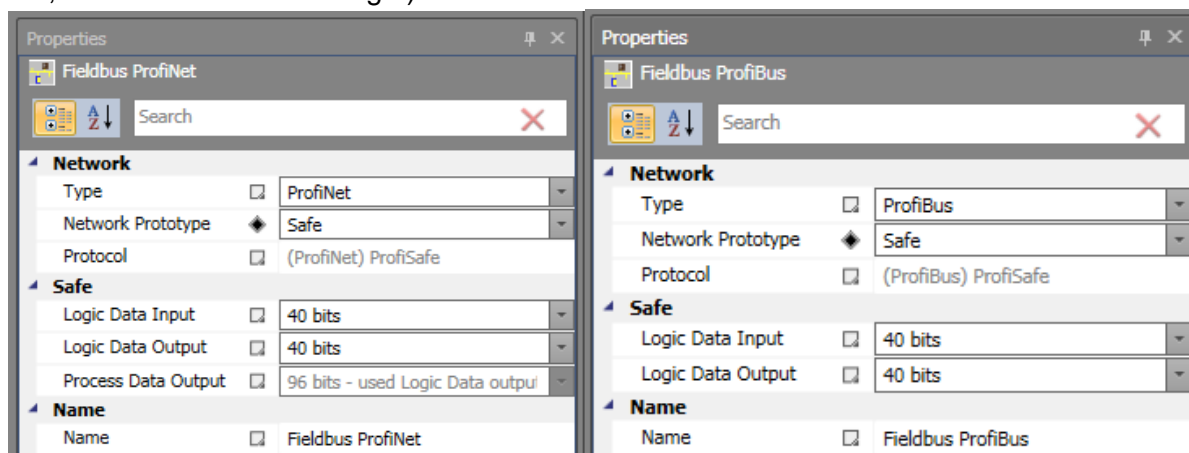 Properties
Fieldbus ProfiNet
Search
Network
Type ProfiNet
Network Prototype Safe
Protocol (ProfiNet) ProfiSafe
Safe
Logic Data Input 40 bits
Logic Data Output 40 bits
Process Data Output 96 bits - used Logic Data output
Name
Name Fieldbus ProfiNet
Properties
Fieldbus ProfiBus
Search
Network
Type ProfiBus
Network Prototype Safe
Protocol (ProfiBus) ProfiSafe
Safe
Logic Data Input 40 bits
Logic Data Output 40 bits
Name
Name Fieldbus ProfiBus